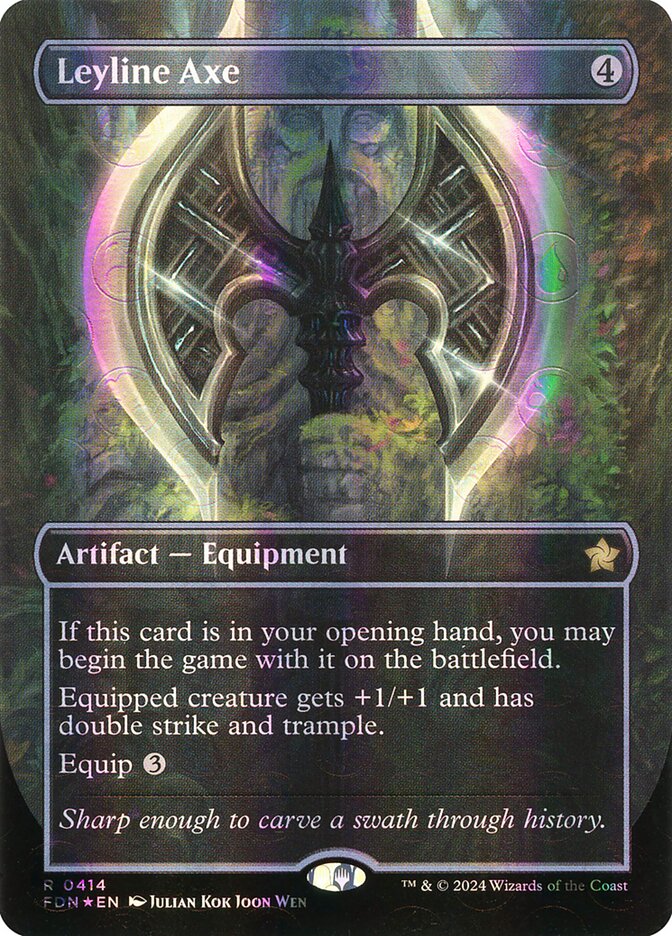 Leyline Axe 4
Artifact — Equipment
If this card is in your opening hand, you may
begin the game with it on the battlefield.
Equipped creature gets +1/+1 and has
double strike and trample.
Equip 3
Sharp enough to carve a swath through history.
R 0414
™ & © 2024 Wizards of the Coast
FDN★EN Julian Kok Joon Wen